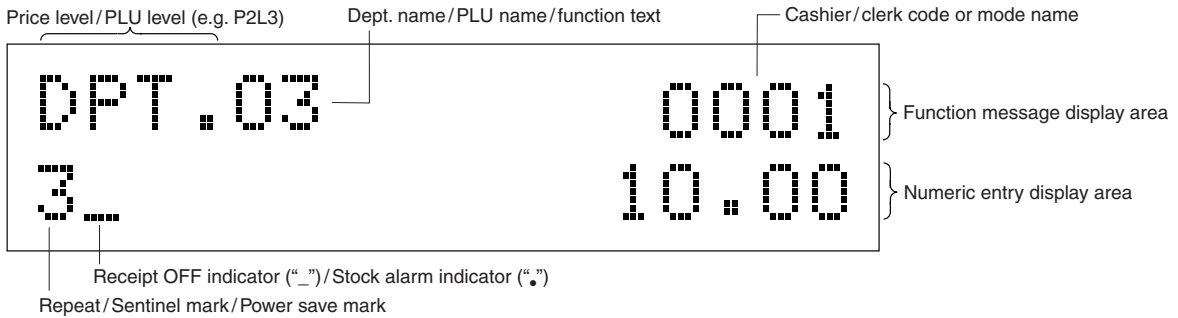 Price level/PLU level (e.g. P2L3) Dept. name/PLU name/function text Cashier/clerk code or mode name
DPT.03 0001
Function message display area
3_ 10.00
Numeric entry display area
Receipt OFF indicator (“_”)/Stock alarm indicator (“.”)
Repeat/Sentinel mark/Power save mark